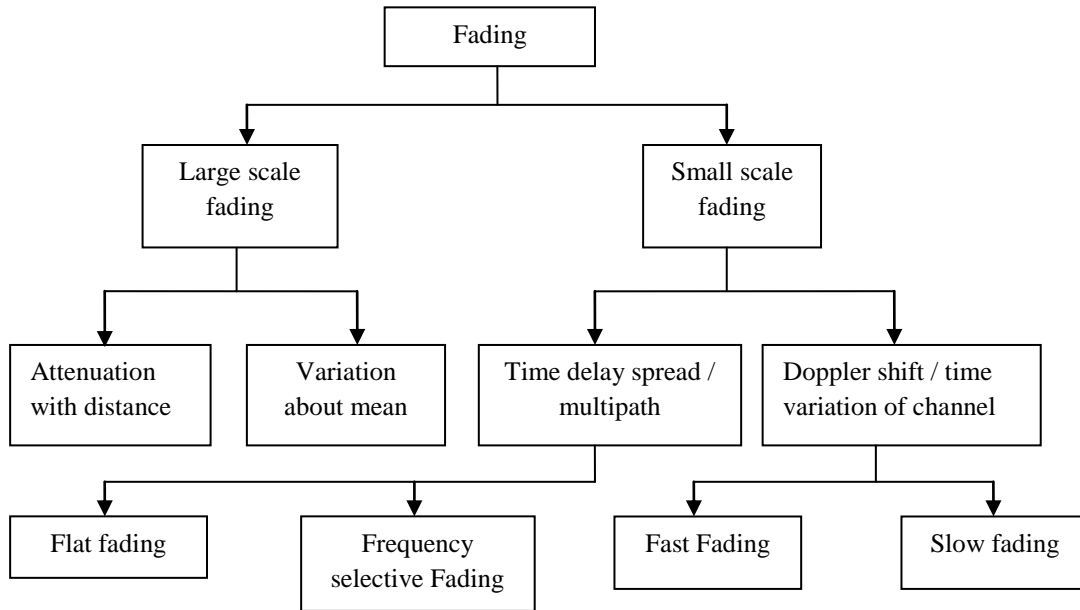 Fading
Large scale
fading
Small scale
fading
Attenuation
with distance
Variation
about mean
Time delay spread /
multipath
Doppler shift / time
variation of channel
Flat fading
Frequency
selective Fading
Fast Fading
Slow fading